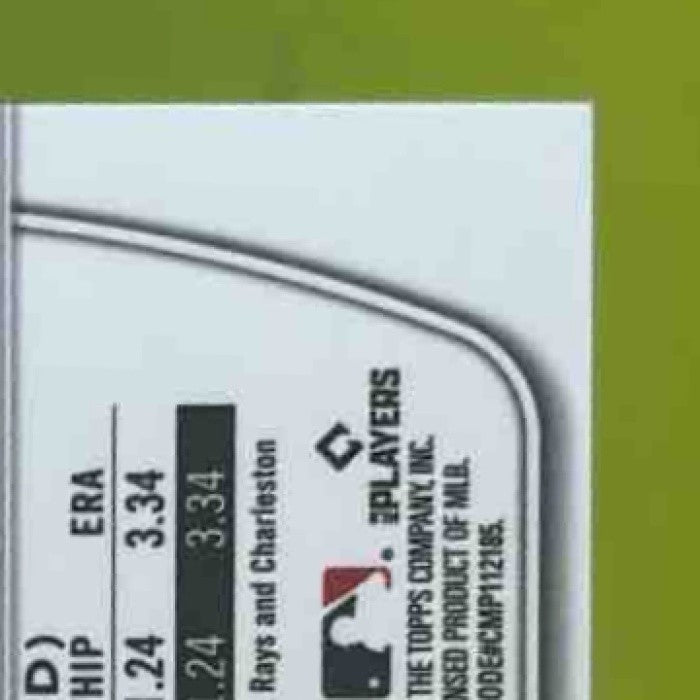 D)
HIP ERA
.24 3.34
.24 3.34
Rays and Charleston
PLAYERS
THE TOPPS COMPANY, INC.
NSED PRODUCT OF MLB.
ODE#CMP112185.